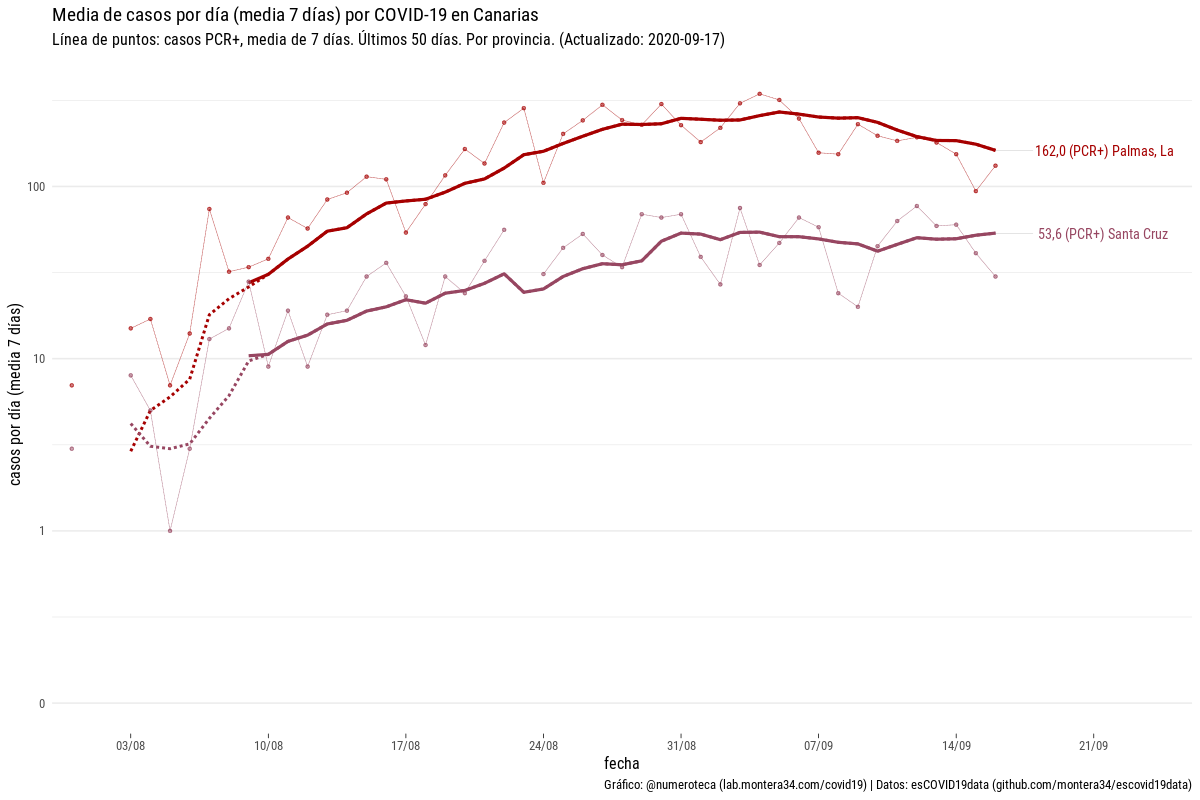 Media de casos por día (media 7 días) por COVID-19 en Canarias
Línea de puntos: casos PCR+, media de 7 días. Últimos 50 días. Por provincia. (Actualizado: 2020-09-17)
casos por día (media 7 días)
100
10
1
0
162,0 (PCR+) Palmas, La
53,6 (PCR+) Santa Cruz
03/08
10/08
17/08
24/08
31/08
07/09
14/09
21/09
fecha
Gráfico: @numeroteca (lab.montera34.com/covid19) | Datos: esCOVID19data (github.com/montera34/escovid19data)